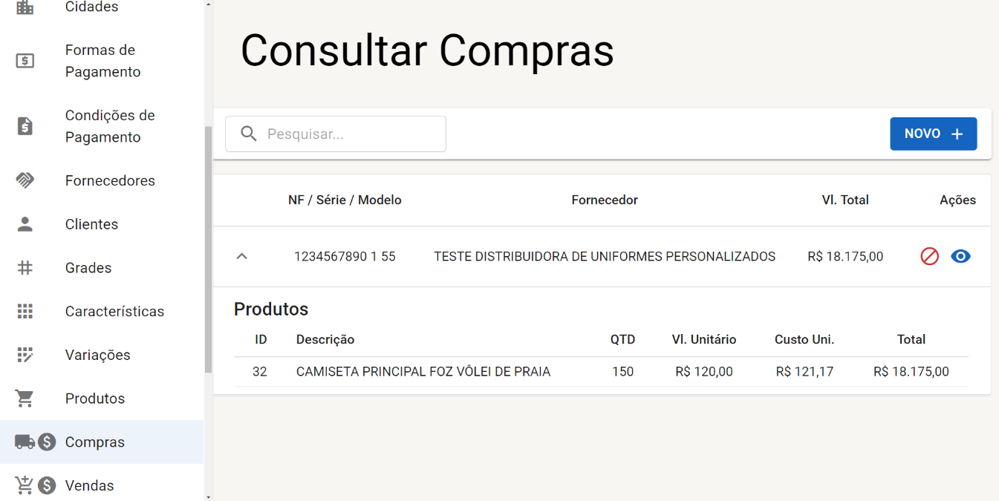 Cidades
Formas de
Pagamento
Condições de
Pagamento
Fornecedores
Clientes
Grades
Características
Variações
Produtos
Compras
Vendas
Consultar Compras
Pesquisar...
NOVO +
NF / Série / Modelo Fornecedor Vl. Total Ações
1234567890 1 55 TESTE DISTRIBUIDORA DE UNIFORMES PERSONALIZADOS R$ 18.175,00
Produtos
ID Descrição QTD Vl. Unitário Custo Uni. Total
32 CAMISETA PRINCIPAL FOZ VÔLEI DE PRAIA 150 R$ 120,00 R$ 121,17 R$ 18.175,00